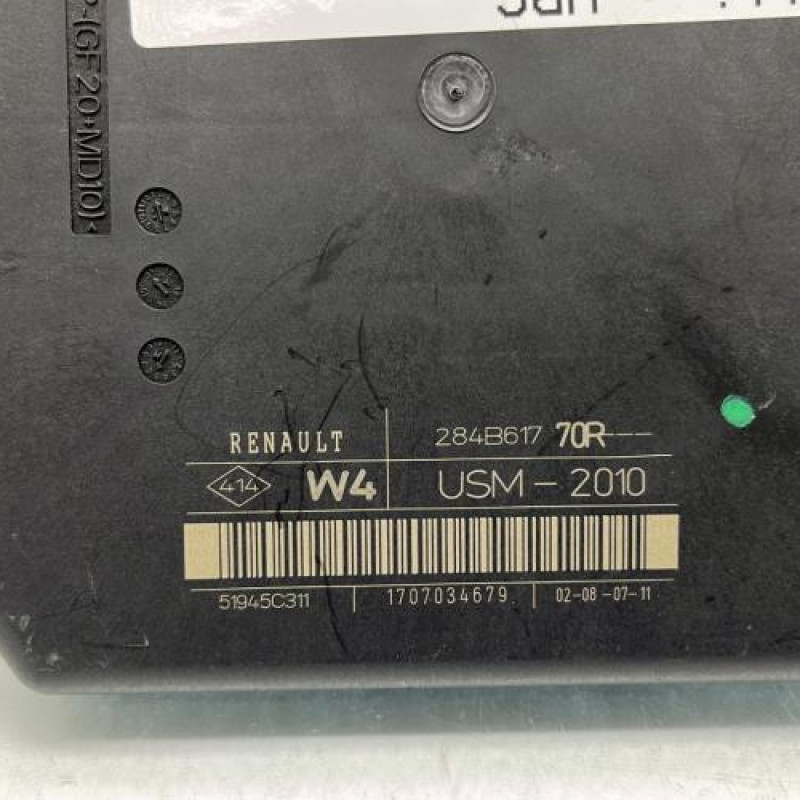 P-(GF20+MD10)<
RENAULT 284B617 70R---
414 W4 USM-2010
51945C311 1707034679 02-08-07-11